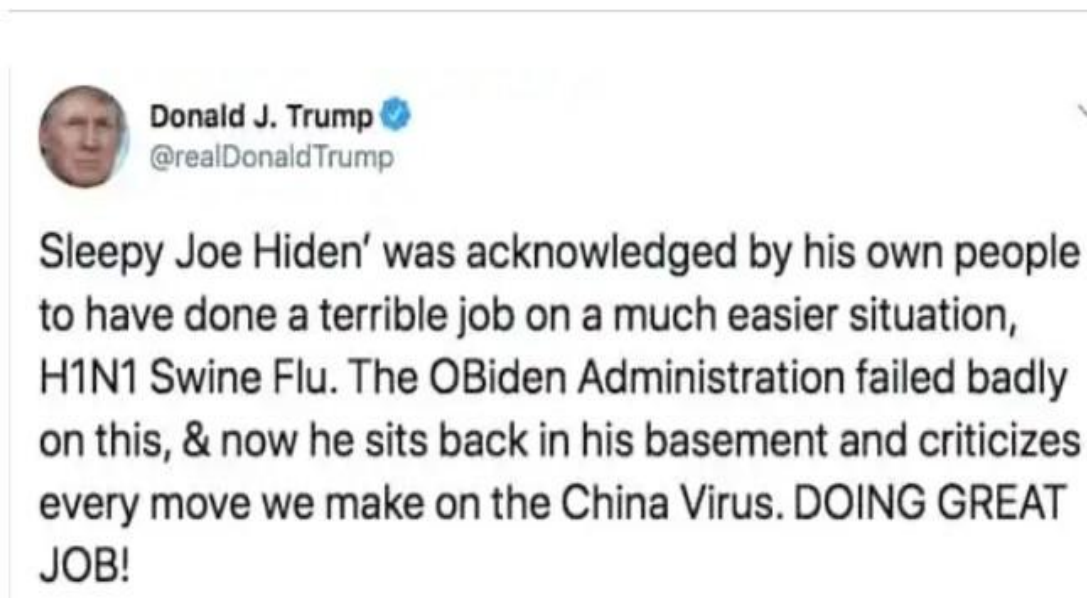 Donald J. Trump
@realDonaldTrump
Sleepy Joe Hiden’ was acknowledged by his own people
to have done a terrible job on a much easier situation,
H1N1 Swine Flu. The OBiden Administration failed badly
on this, & now he sits back in his basement and criticizes
every move we make on the China Virus. DOING GREAT
JOB!